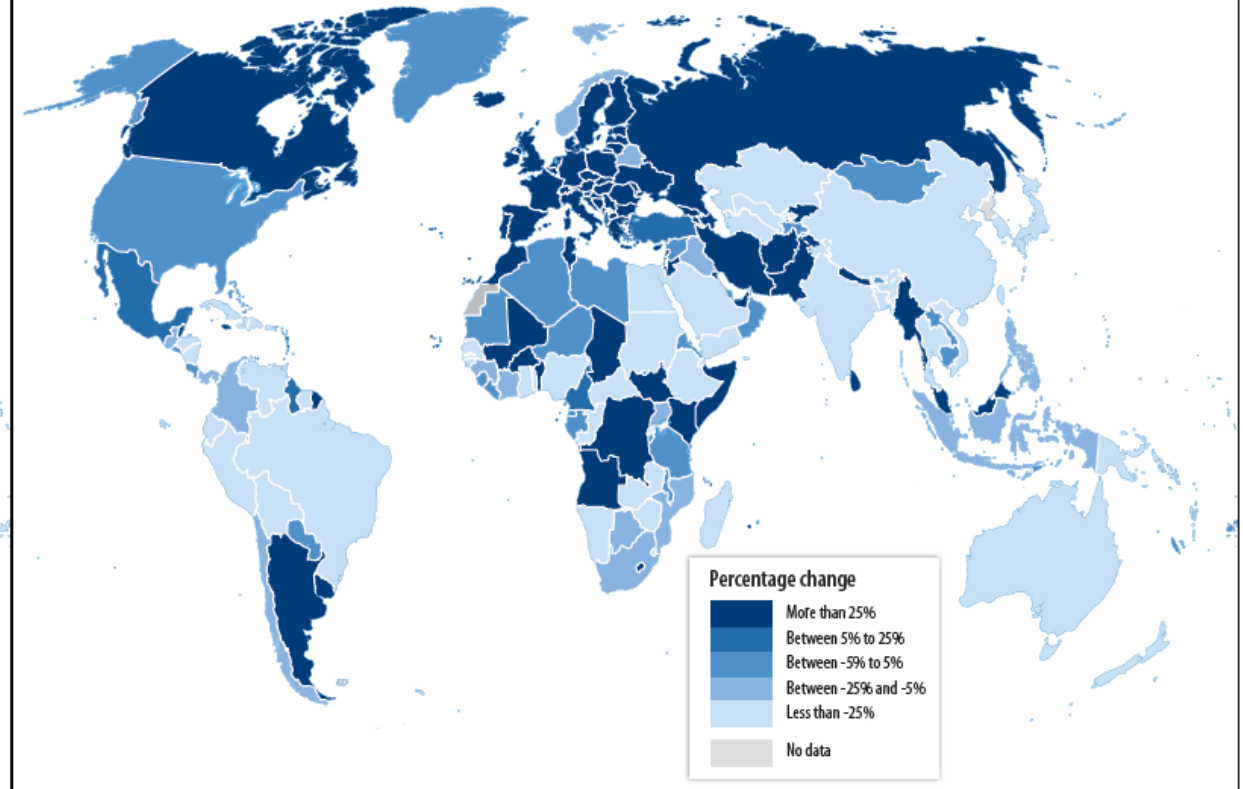 Percentage change
More than 25%
Between 5% to 25%
Between -5% to 5%
Between -25% and -5%
Less than -25%
No data